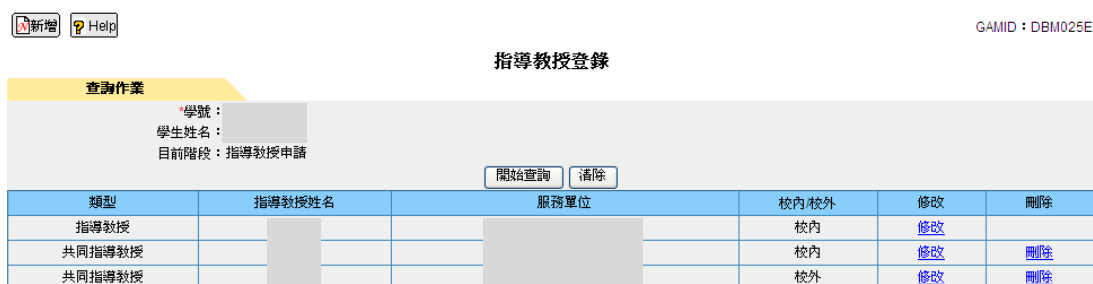 新增 Help GAMID：DBM025E
指導教授登錄
查詢作業
*學號：
學生姓名：
目前階段：指導教授申請
開始查詢 清除
類型 指導教授姓名 服務單位 校內/校外 修改 刪除
指導教授 校內 修改
共同指導教授 校內 修改 刪除
共同指導教授 校外 修改 刪除